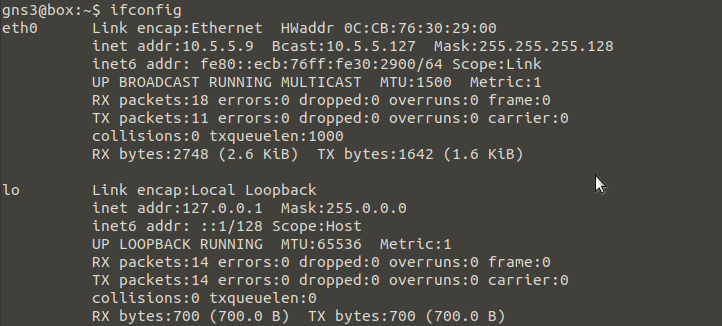 gns3@box:~$ ifconfig
eth0      Link encap:Ethernet  HWaddr 0C:CB:76:30:29:00
          inet addr:10.5.5.9  Bcast:10.5.5.127  Mask:255.255.255.128
          inet6 addr: fe80::ecb:76ff:fe30:2900/64 Scope:Link
          UP BROADCAST RUNNING MULTICAST  MTU:1500  Metric:1
          RX packets:18 errors:0 dropped:0 overruns:0 frame:0
          TX packets:11 errors:0 dropped:0 overruns:0 carrier:0
          collisions:0 txqueuelen:1000
          RX bytes:2748 (2.6 KiB)  TX bytes:1642 (1.6 KiB)
lo        Link encap:Local Loopback
          inet addr:127.0.0.1  Mask:255.0.0.0
          inet6 addr: ::1/128 Scope:Host
          UP LOOPBACK RUNNING  MTU:65536  Metric:1
          RX packets:14 errors:0 dropped:0 overruns:0 frame:0
          TX packets:14 errors:0 dropped:0 overruns:0 carrier:0
          collisions:0 txqueuelen:0
          RX bytes:700 (700.0 B)  TX bytes:700 (700.0 B)